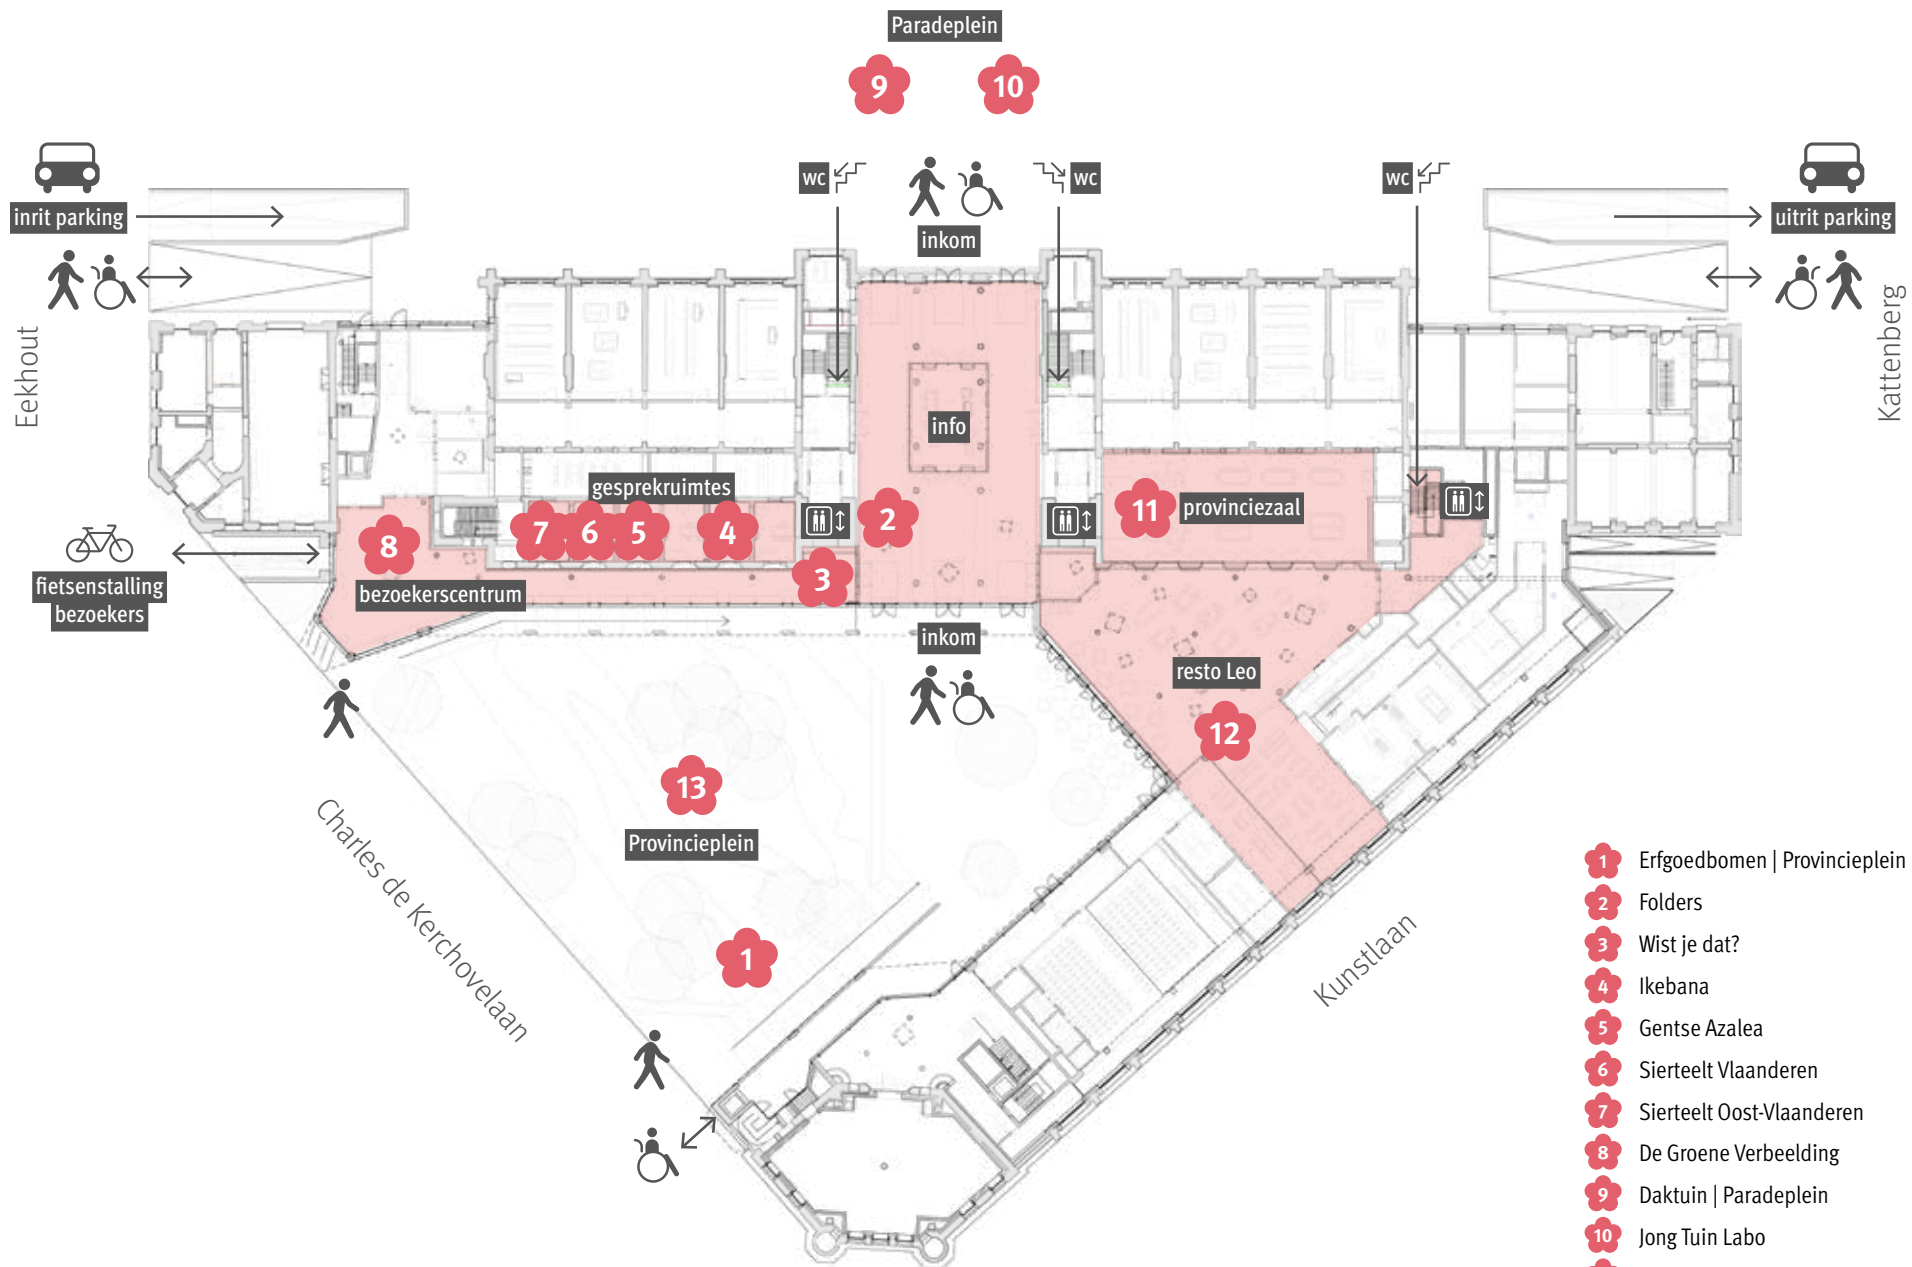 Paradeplein
9
10
wc
wc
wc
inrit parking
inkom
uitrit parking
Eekhout
Kattenberg
info
gesprekruimtes
7
6
5
4
2
11
provinciezaal
8
3
fietsenstalling
bezoekers
bezoekerscentrum
inkom
resto Leo
12
13
Provincieplein
Charles de Kerchovelaan
1
Kunstlaan
1 Erfgoedbomen | Provincieplein
2 Folders
3 Wist je dat?
4 Ikebana
5 Gentse Azalea
6 Sierteelt Vlaanderen
7 Sierteelt Oost-Vlaanderen
8 De Groene Verbeelding
9 Daktuin | Paradeplein
10 Jong Tuin Labo